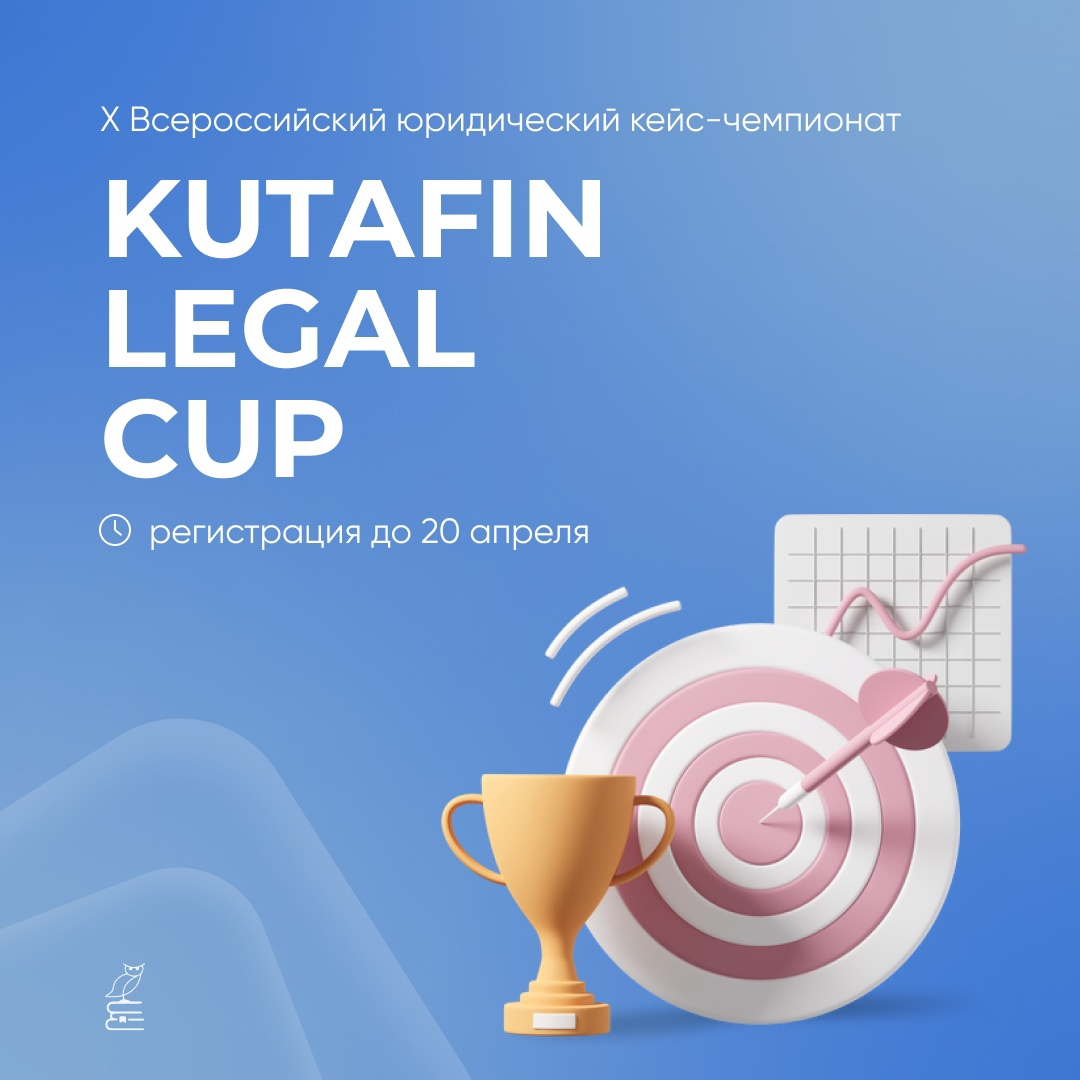 X Всероссийский юридический кейс-чемпионат
KUTAFIN
LEGAL
CUP
регистрация до 20 апреля